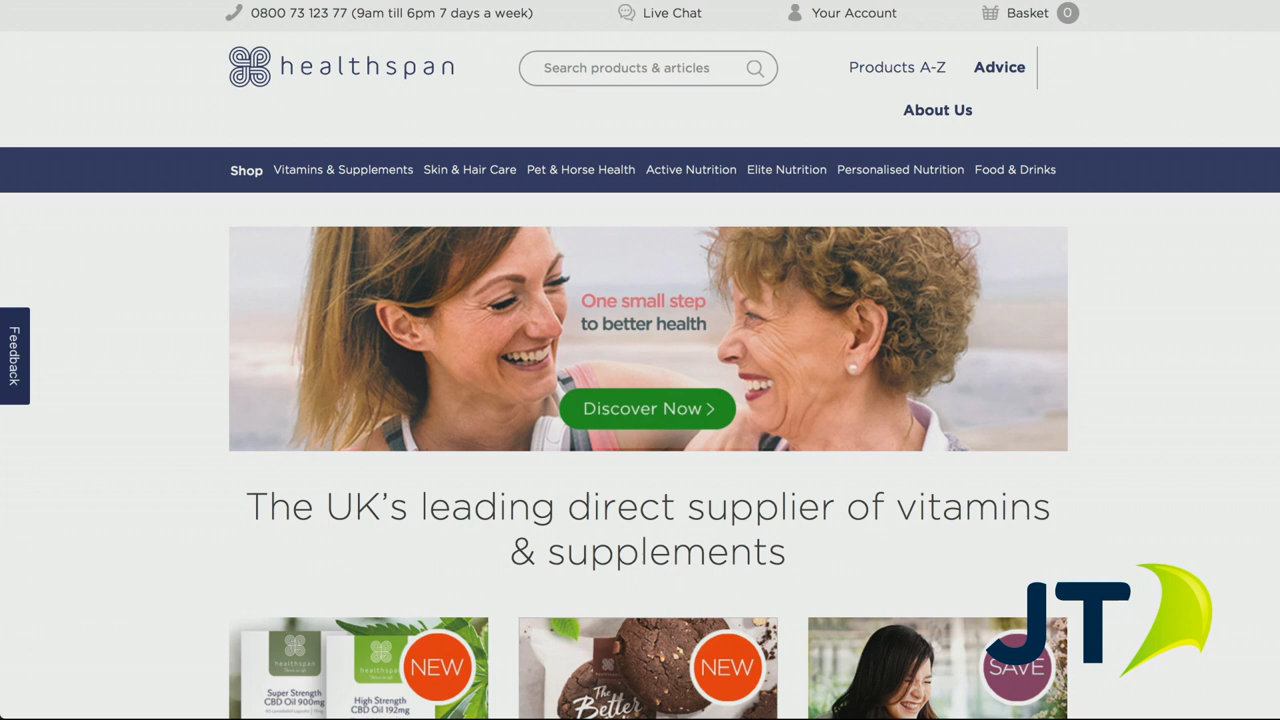 0800 73 123 77 (9am till 6pm 7 days a week)
Live Chat
Your Account
Basket 0
healthspan
Search products & articles
Products A-Z
Advice
About Us
Shop
Vitamins & Supplements
Skin & Hair Care
Pet & Horse Health
Active Nutrition
Elite Nutrition
Personalised Nutrition
Food & Drinks
One small step
to better health
Discover Now
Feedback
The UK's leading direct supplier of vitamins
& supplements
healthspan
Super Strength
CBD Oil 900mg
healthspan
High Strength
CBD Oil 192mg
NEW
The
Better
NEW
SAVE
JT